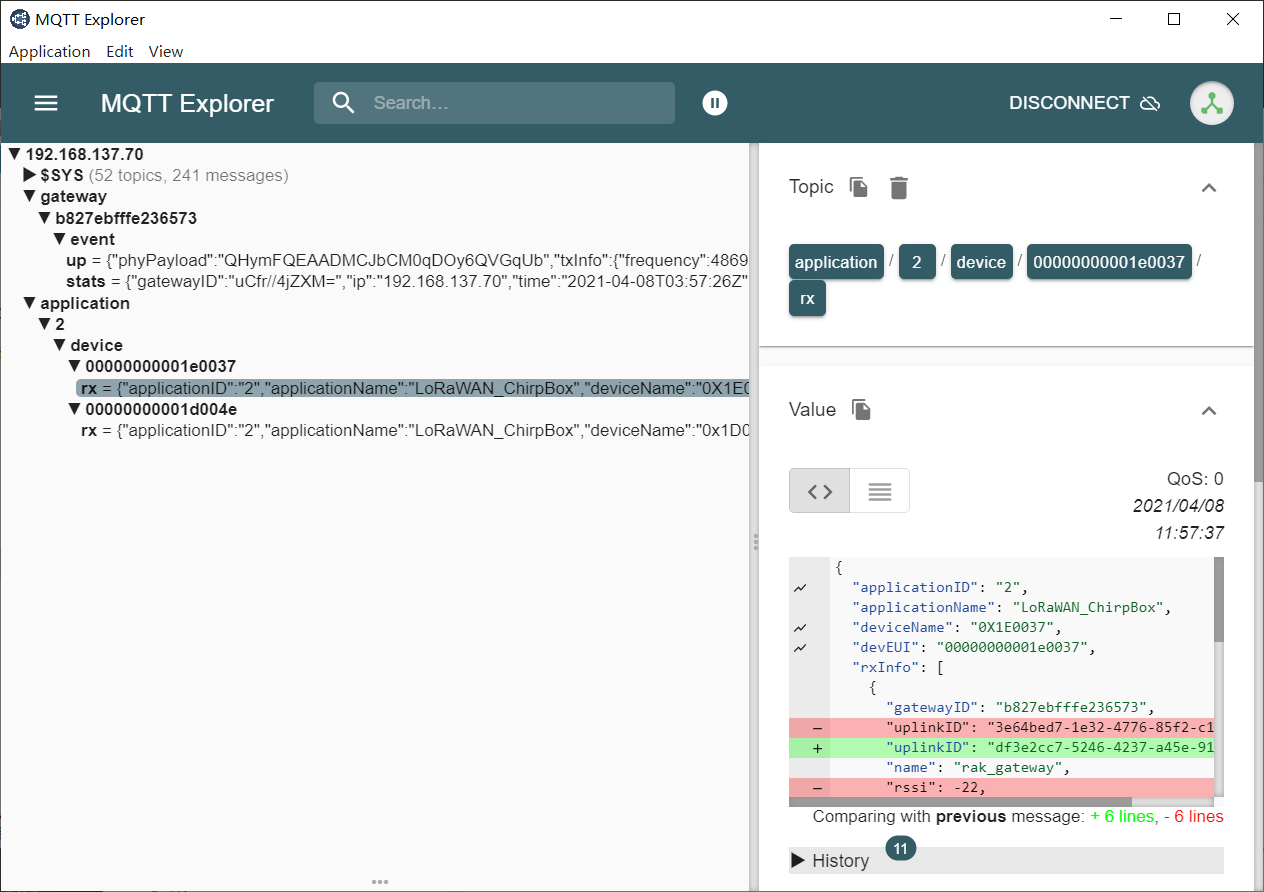 MQTT Explorer
Application Edit View
MQTT Explorer Search... DISCONNECT
▼ 192.168.137.70
▶ $SYS (52 topics, 241 messages)
▼ gateway
▼ b827ebfffe236573
▼ event
up = {"phyPayload":"QHymFQEAADMCJbCM0qDOy6QVGqUb","txInfo":{"frequency":4869
stats = {"gatewayID":"uCfr//4jZXM=","ip":"192.168.137.70","time":"2021-04-08T03:57:26Z"
▼ application
▼ 2
▼ device
▼ 00000000001e0037
rx = {"applicationID":"2","applicationName":"LoRaWAN_ChirpBox","deviceName":"0X1E0
▼ 00000000001d004e
rx = {"applicationID":"2","applicationName":"LoRaWAN_ChirpBox","deviceName":"0x1D0
Topic
application / 2 / device / 00000000001e0037 /
rx
Value
QoS: 0
2021/04/08
11:57:37
{
"applicationID": "2",
"applicationName": "LoRaWAN_ChirpBox",
"deviceName": "0X1E0037",
"devEUI": "00000000001e0037",
"rxInfo": [
{
"gatewayID": "b827ebfffe236573",
- "uplinkID": "3e64bed7-1e32-4776-85f2-c1
+ "uplinkID": "df3e2cc7-5246-4237-a45e-91
"name": "rak_gateway",
- "rssi": -22,
Comparing with previous message: + 6 lines, - 6 lines
▶ History 11